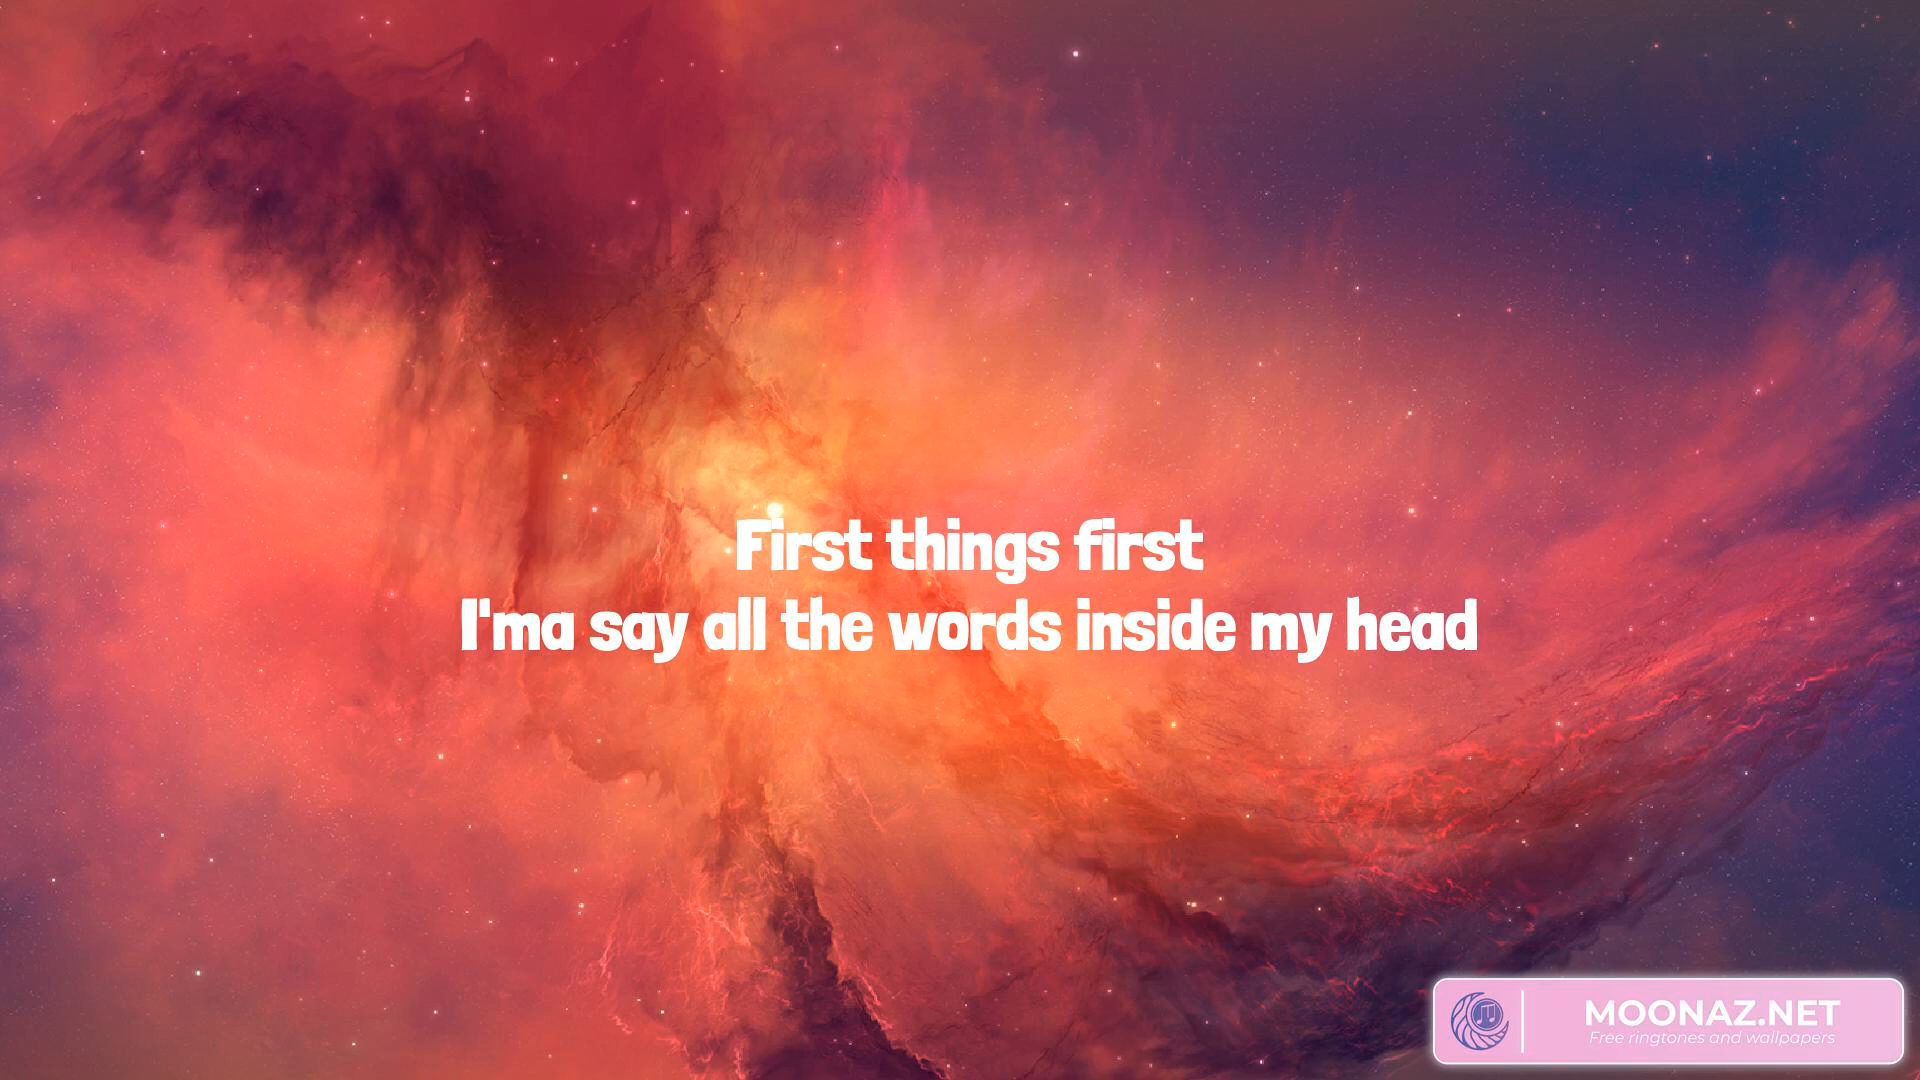 First things first
I'ma say all the words inside my head
MOONAZ.NET
Free ringtones and wallpapers